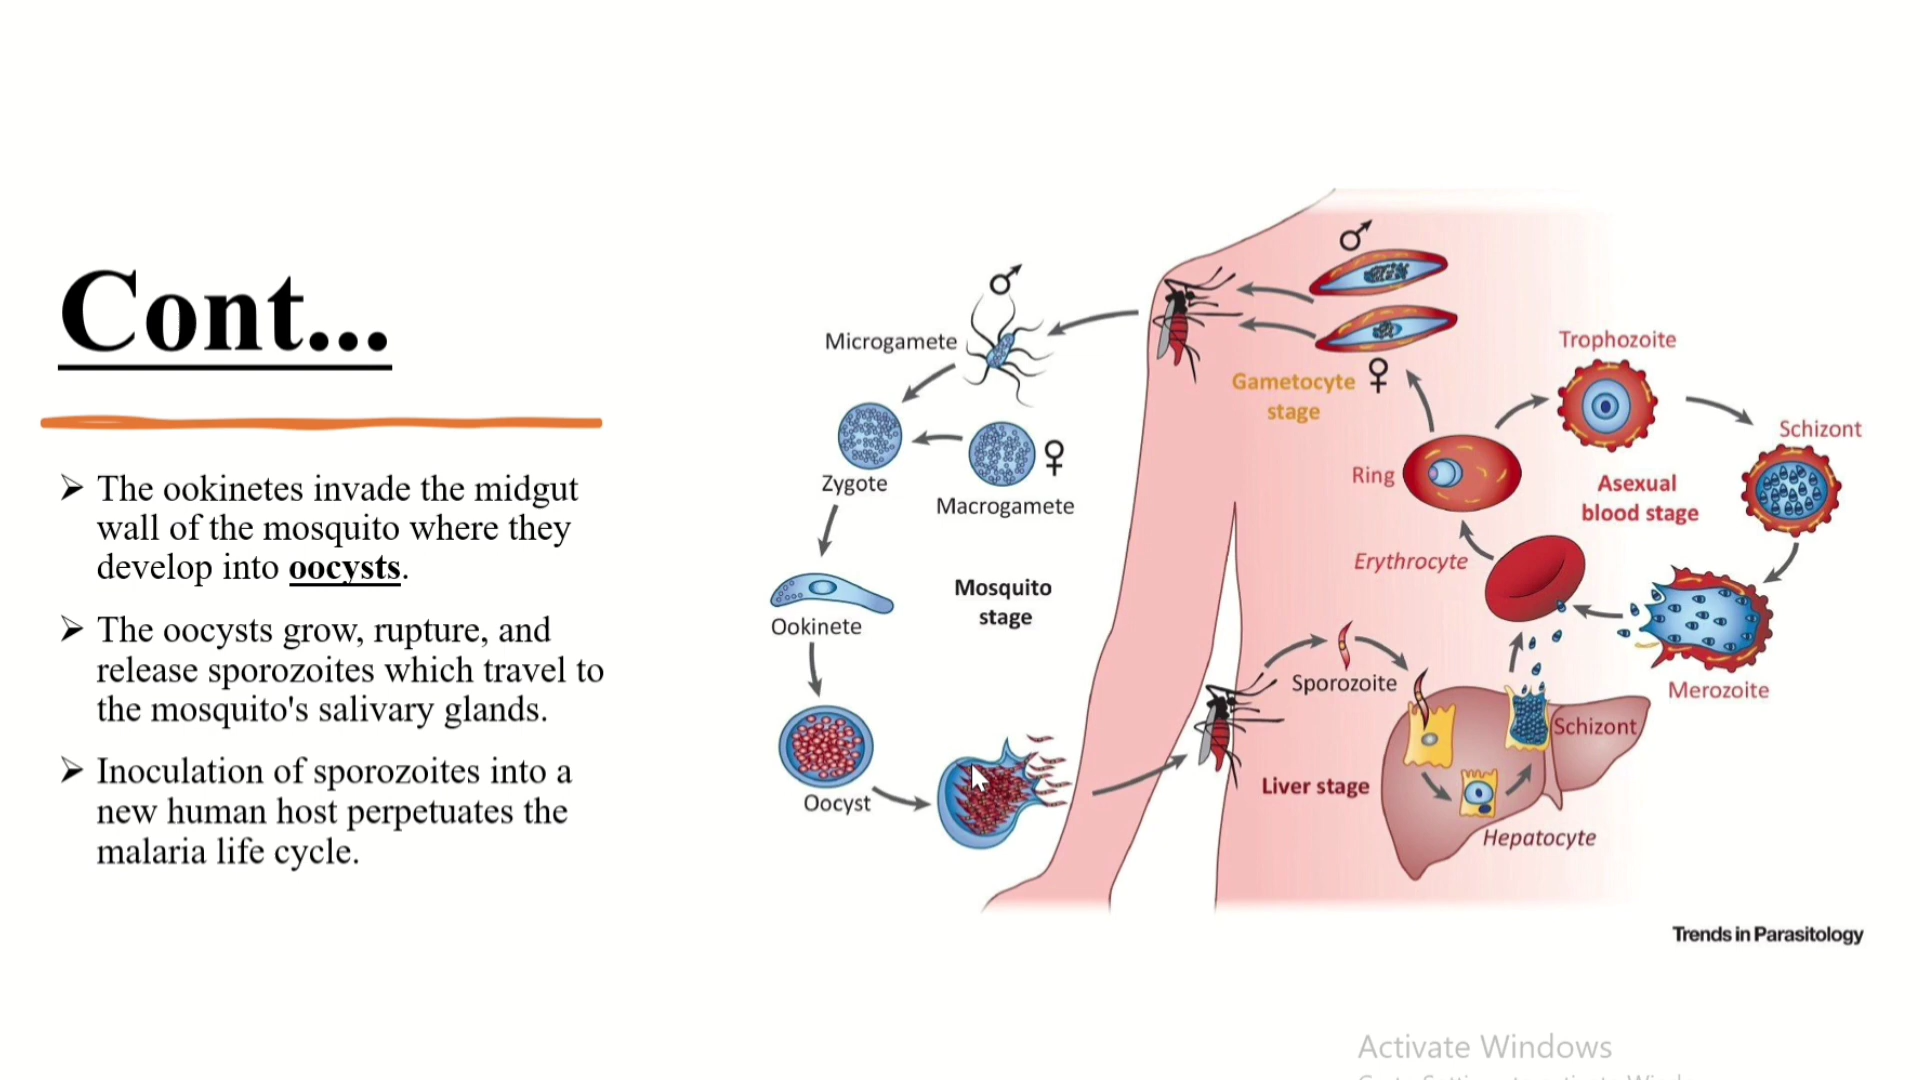 Cont...
➢ The ookinetes invade the midgut
wall of the mosquito where they
develop into oocysts.
➢ The oocysts grow, rupture, and
release sporozoites which travel to
the mosquito's salivary glands.
➢ Inoculation of sporozoites into a
new human host perpetuates the
malaria life cycle.
♂
♂
Microgamete
Trophozoite
Gametocyte ♀
stage
Schizont
♀
Zygote
Macrogamete
Ring
Asexual
blood stage
Erythrocyte
Mosquito
stage
Ookinete
Sporozoite
Merozoite
Schizont
Liver stage
Oocyst
Hepatocyte
Trends in Parasitology
Activate Windows